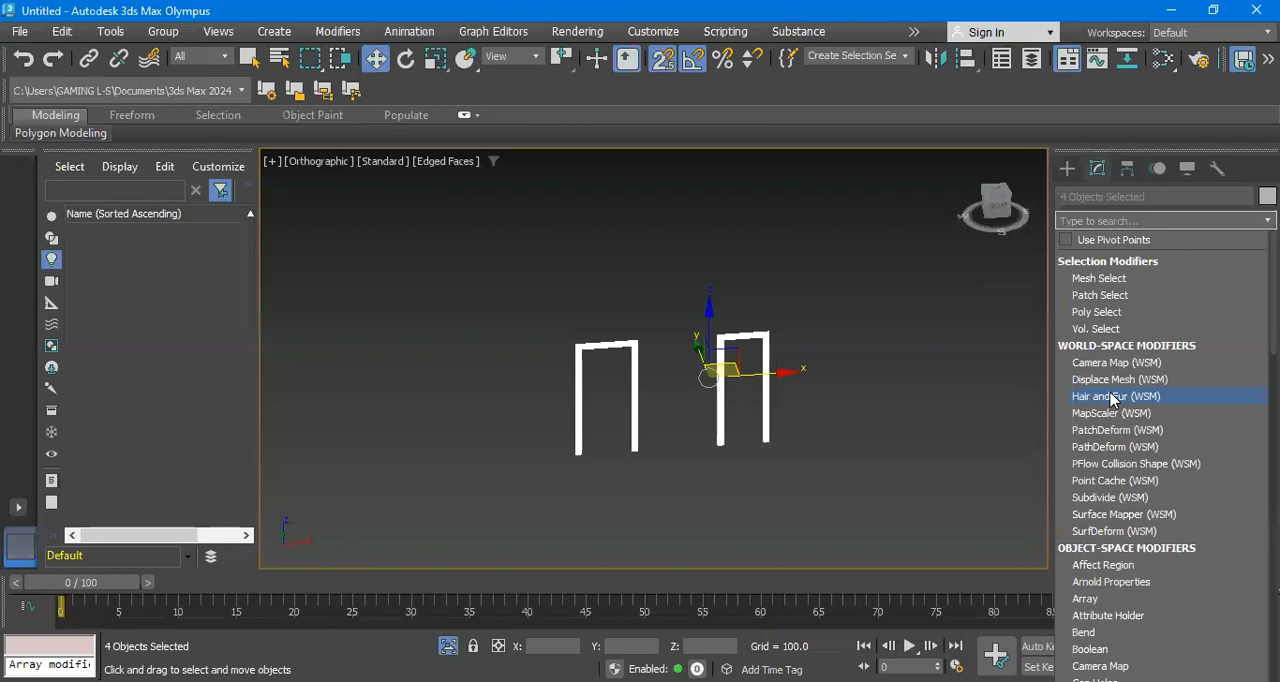 Untitled - Autodesk 3ds Max Olympus
File Edit Tools Group Views Create Modifiers Animation Graph Editors Rendering Customize Scripting Substance Sign In Workspaces: Default
All View Create Selection Se
C:\Users\GAMING L-S\Documents\3ds Max 2024
Modeling Freeform Selection Object Paint Populate
Polygon Modeling
Select Display Edit Customize
[+] [Orthographic] [Standard] [Edged Faces]
4 Objects Selected
Type to search...
Name (Sorted Ascending)
Use Pivot Points
Selection Modifiers
Mesh Select
Patch Select
Poly Select
Vol. Select
WORLD-SPACE MODIFIERS
Camera Map (WSM)
Displace Mesh (WSM)
Hair and Fur (WSM)
MapScaler (WSM)
PatchDeform (WSM)
PathDeform (WSM)
PFlow Collision Shape (WSM)
Point Cache (WSM)
Subdivide (WSM)
Surface Mapper (WSM)
SurfDeform (WSM)
OBJECT-SPACE MODIFIERS
Affect Region
Arnold Properties
Array
Attribute Holder
Bend
Boolean
Camera Map
FRONT
W
S
z
y
x
z
Default
0 / 100
0 5 10 15 20 25 30 35 40 45 50 55 60 65 70 75 80 85
4 Objects Selected X: Y: Z: Grid = 100.0 Auto Ke
Array modifi Click and drag to select and move objects Enabled: 0 Add Time Tag 0 Set Ke